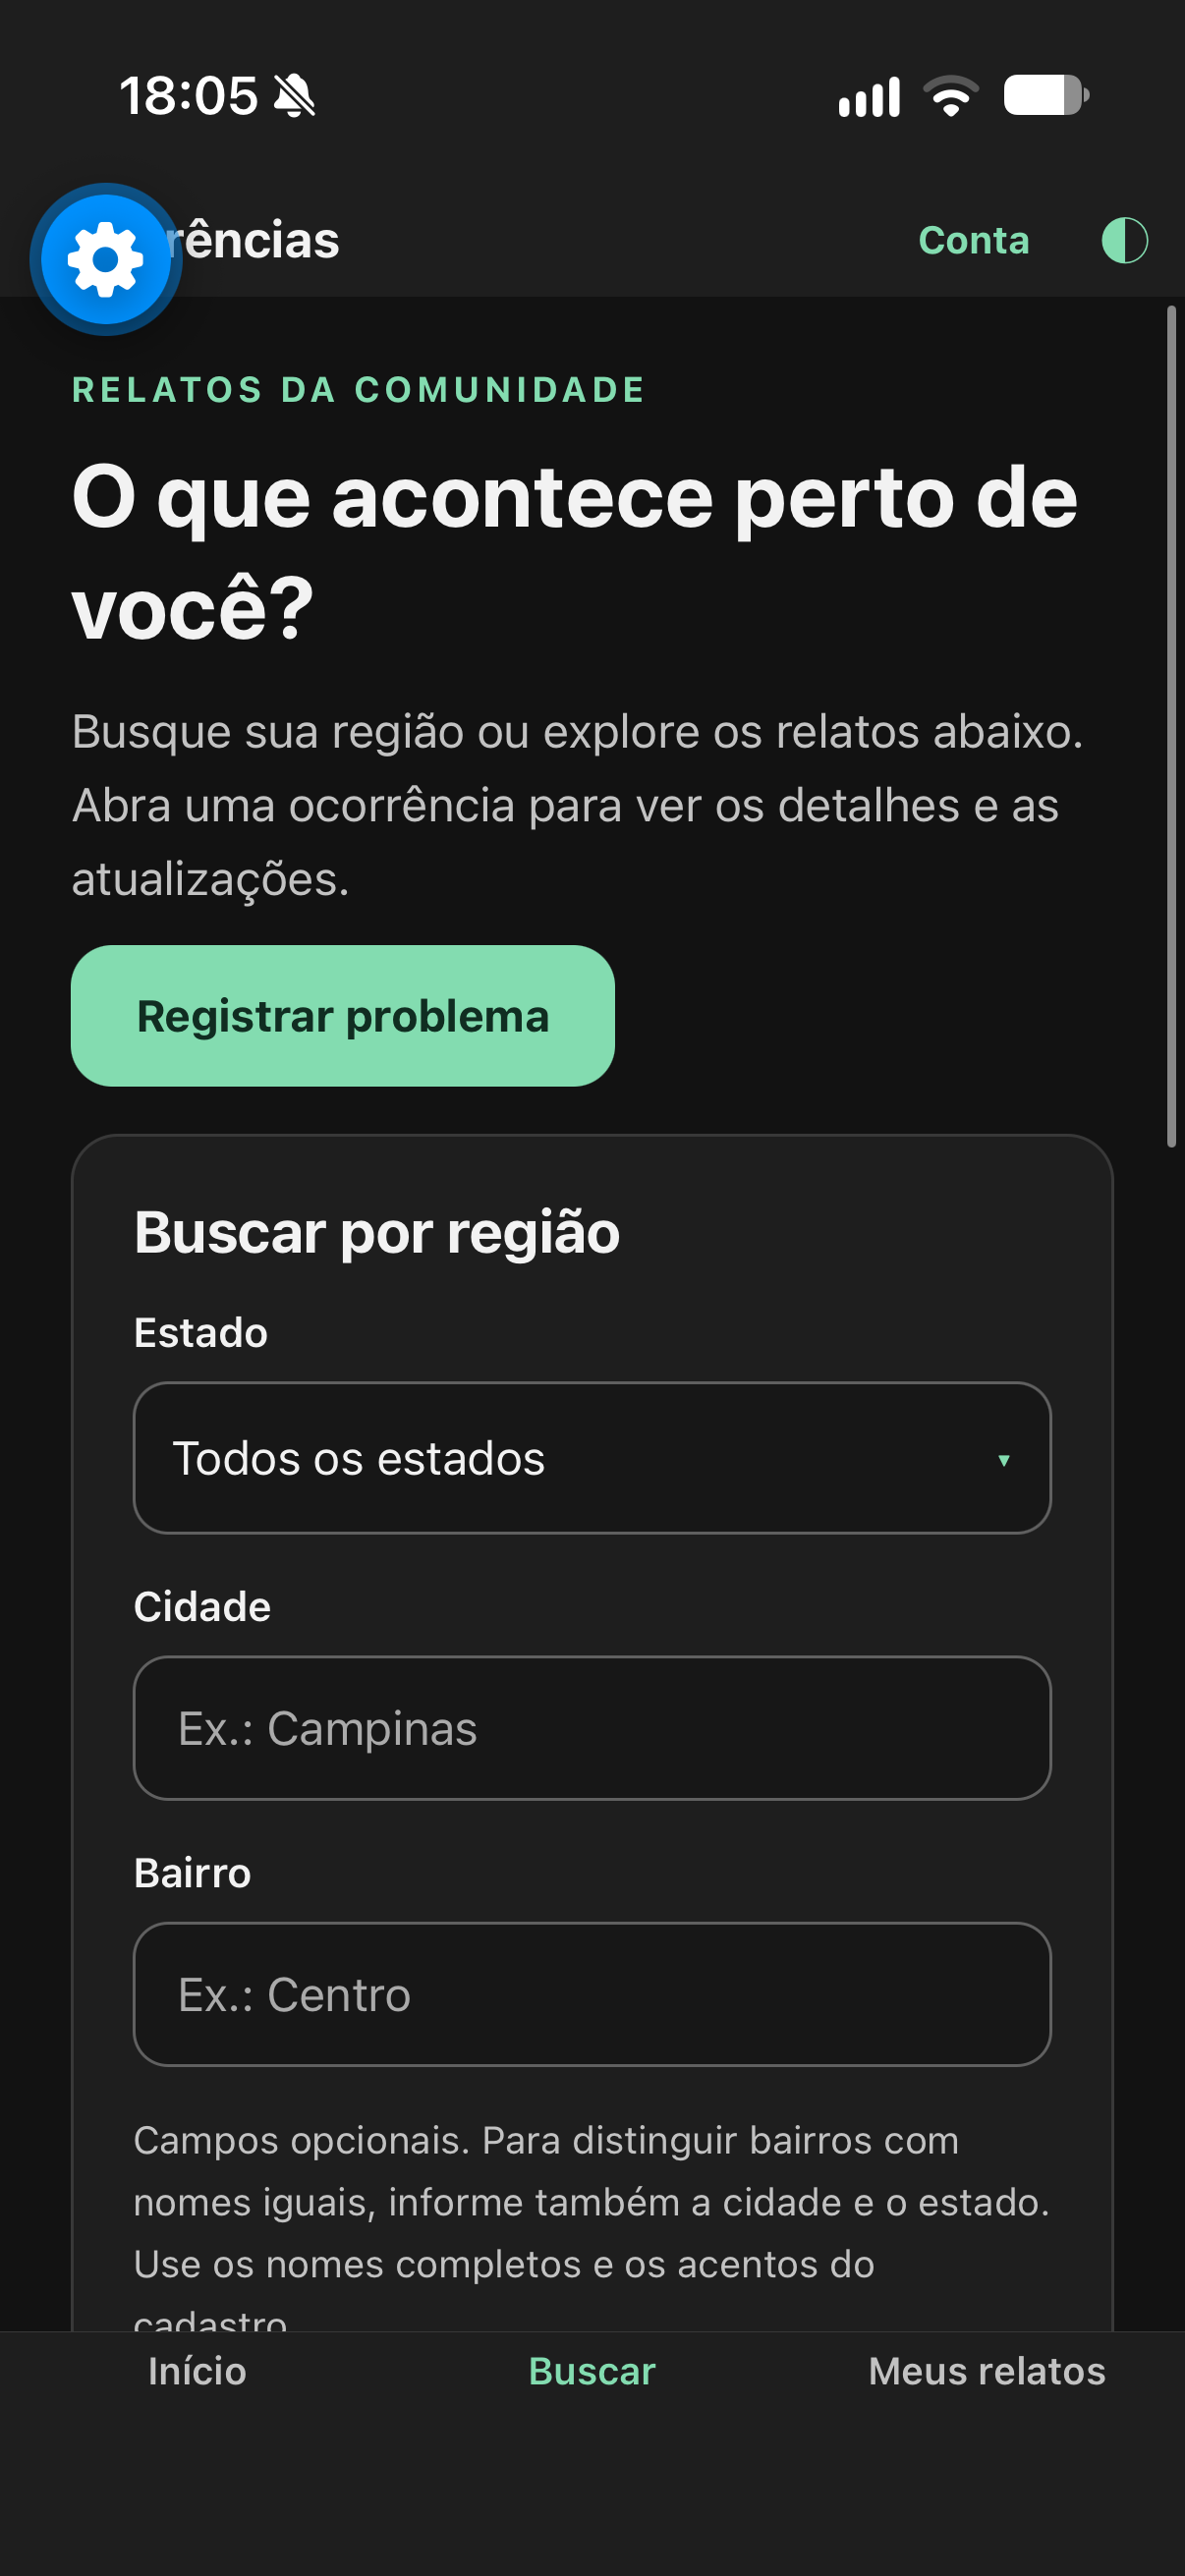 18:05
rências
Conta
RELATOS DA COMUNIDADE
O que acontece perto de
você?
Busque sua região ou explore os relatos abaixo.
Abra uma ocorrência para ver os detalhes e as
atualizações.
Registrar problema
Buscar por região
Estado
Todos os estados
Cidade
Ex.: Campinas
Bairro
Ex.: Centro
Campos opcionais. Para distinguir bairros com
nomes iguais, informe também a cidade e o estado.
Use os nomes completos e os acentos do
cadastro
Início
Buscar
Meus relatos